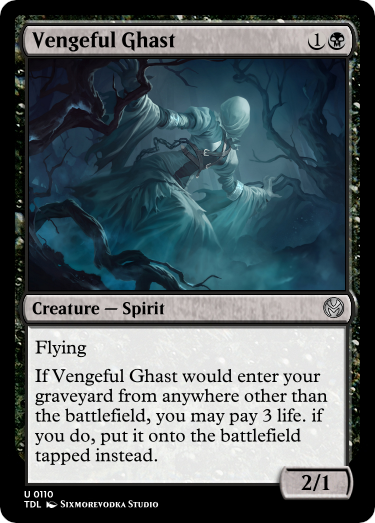 Vengeful Ghast 1
Creature — Spirit
Flying
If Vengeful Ghast would enter your
graveyard from anywhere other than
the battlefield, you may pay 3 life. if
you do, put it onto the battlefield
tapped instead.
2/1
U 0110
TDL Sixmorevodka Studio